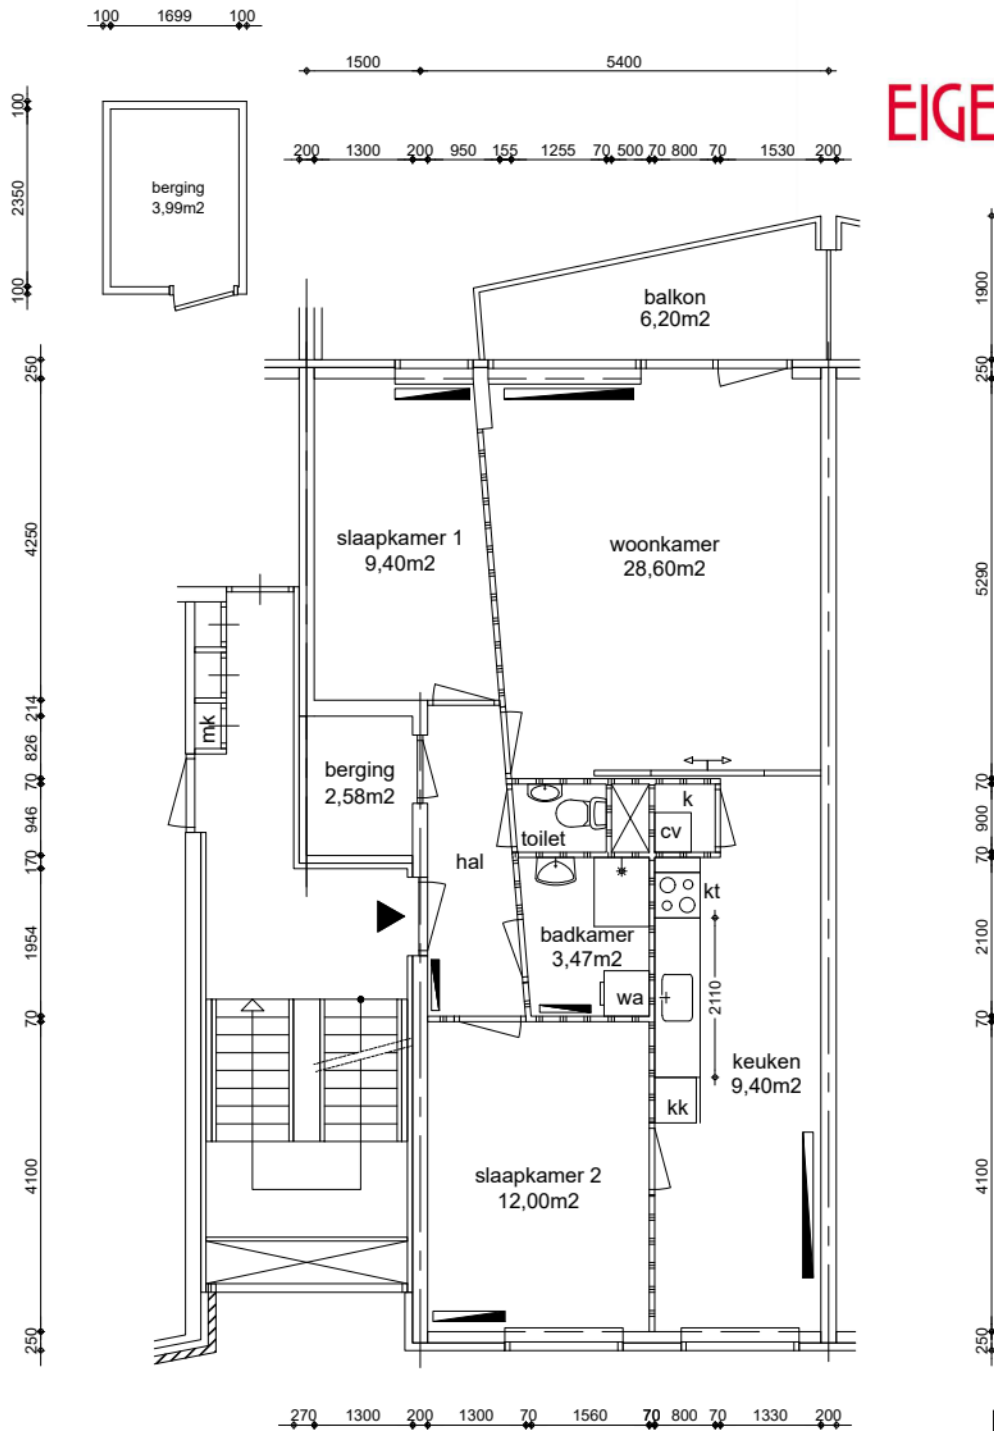 100 1699 100
1500 5400
EIGE
200 1300 200 950 155 1255 70 500 70 800 70 1530 200
100
2350
100
berging
3,99m2
balkon
6,20m2
1900
250
250
4250
slaapkamer 1
9,40m2
woonkamer
28,60m2
5290
214
mk
826
berging
2,58m2
70
946
170
k
cv
toilet
hal
70
900
70
kt
1954
badkamer
3,47m2
2100
wa
2110
70
70
keuken
9,40m2
kk
slaapkamer 2
12,00m2
4100
4100
250
250
270 1300 200 1300 70 1560 70 800 70 1330 200